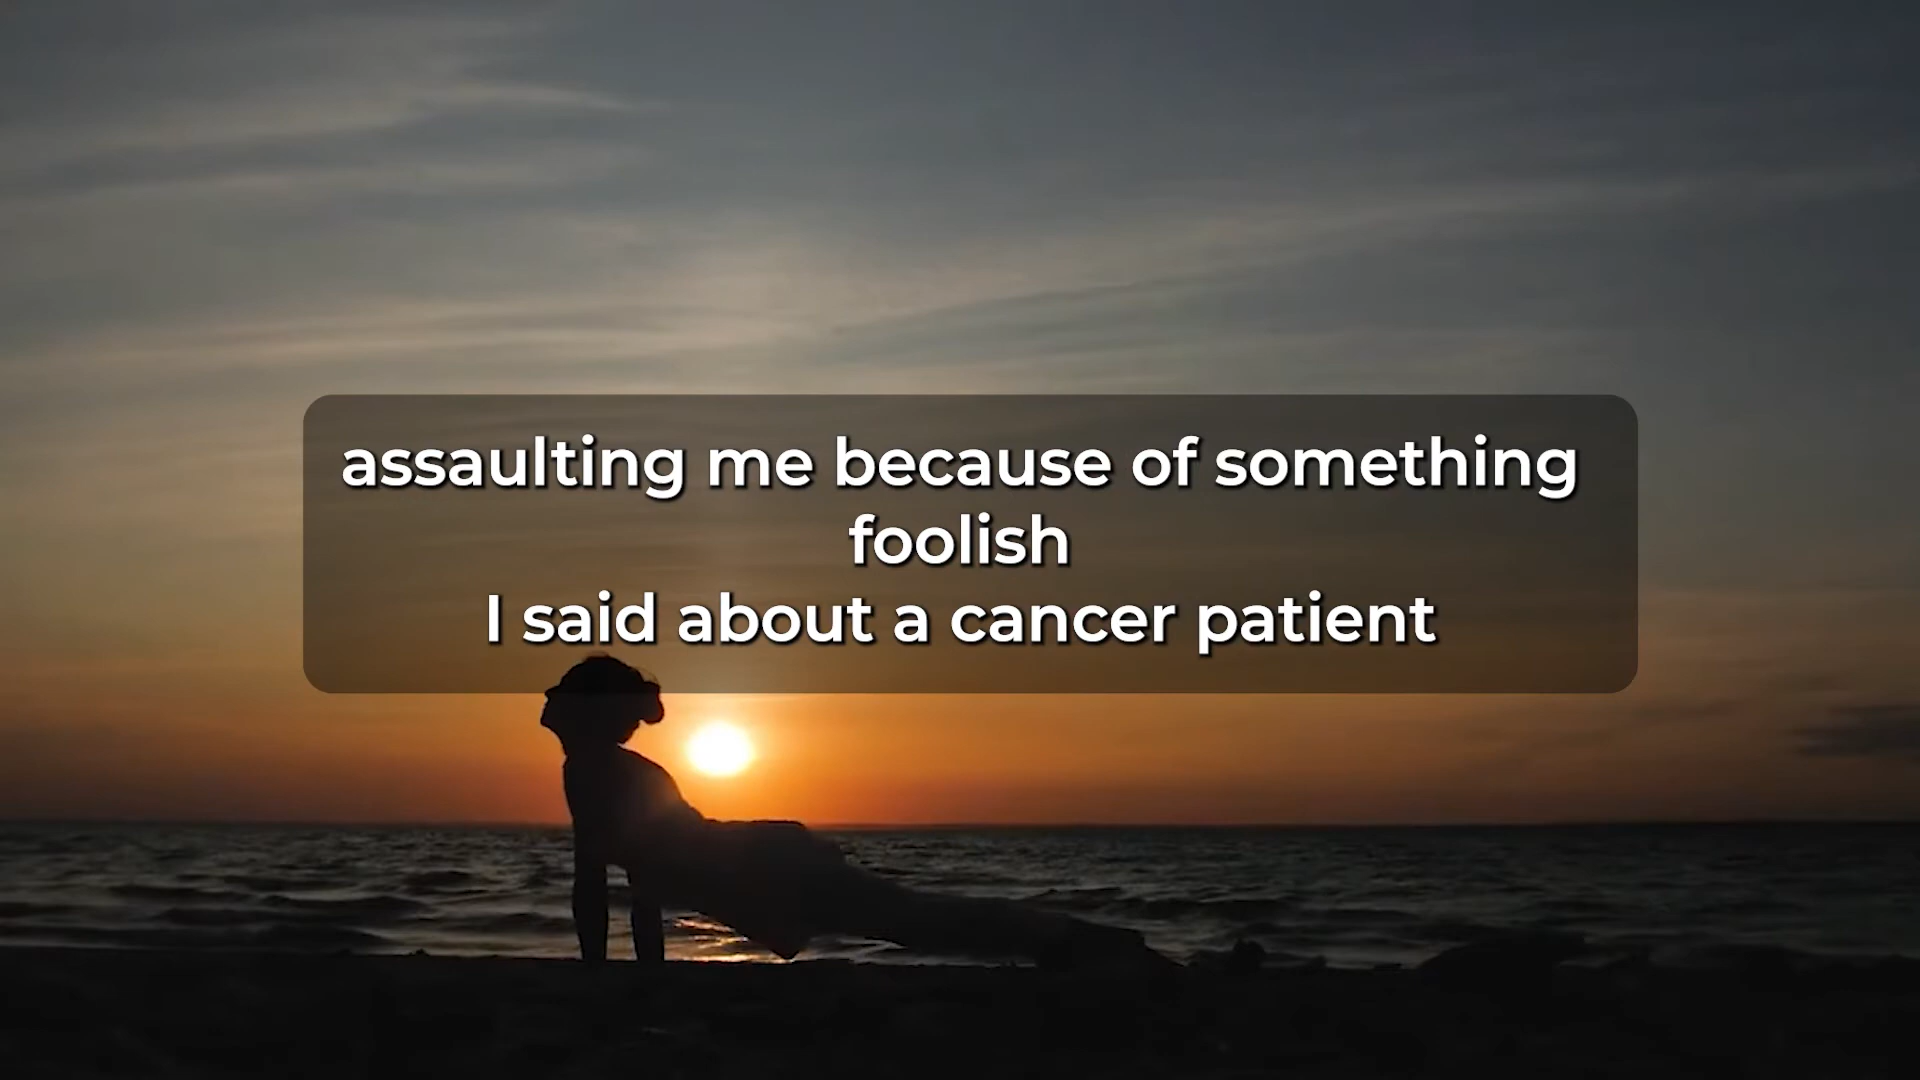 assaulting me because of something
foolish
I said about a cancer patient